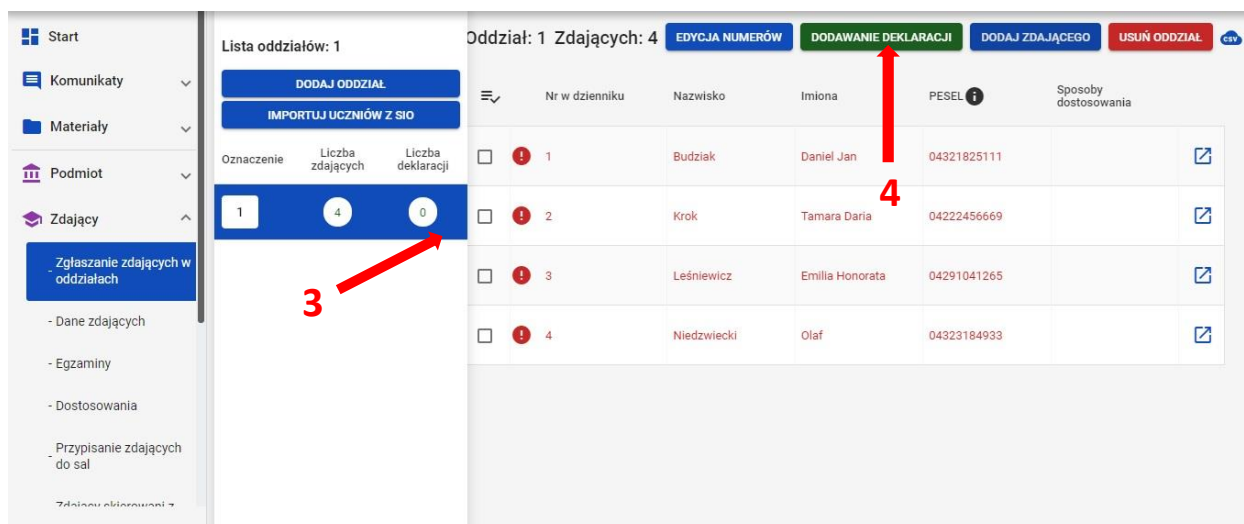 Start
Komunikaty
Materiały
Podmiot
Zdający
- Zgłaszanie zdających w
oddziałach
- Dane zdających
- Egzaminy
- Dostosowania
- Przypisanie zdających
do sal
Lista oddziałów: 1
DODAJ ODDZIAŁ
IMPORTUJ UCZNIÓW Z SIO
Oznaczenie Liczba zdających Liczba deklaracji
1 4 0
3
Oddział: 1 Zdających: 4 EDYCJA NUMERÓW DODAWANIE DEKLARACJI DODAJ ZDAJĄCEGO USUŃ ODDZIAŁ CSV
Nr w dzienniku Nazwisko Imiona PESEL Sposoby dostosowania
1 Budziak Daniel Jan 04321825111
4
2 Krok Tamara Daria 04222456669
3 Leśniewicz Emilia Honorata 04291041265
4 Niedzwiecki Olaf 04323184933